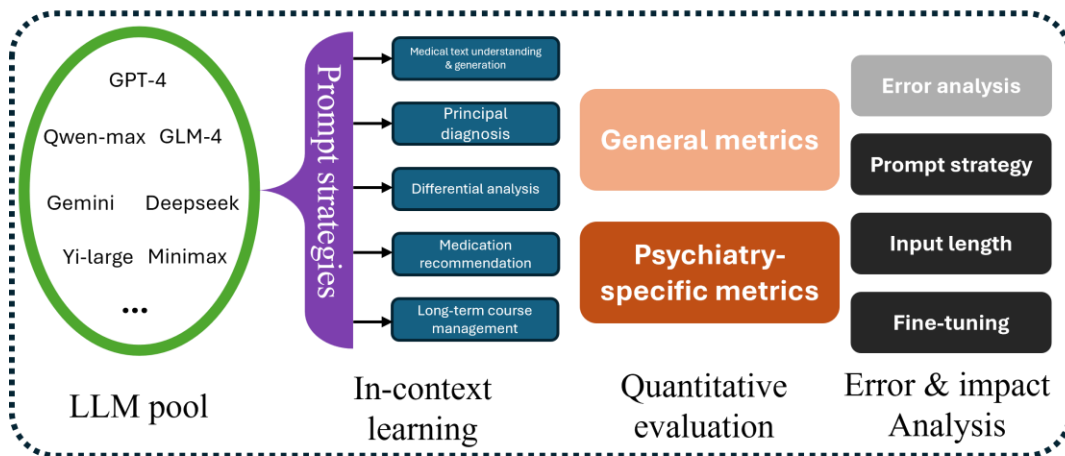 GPT-4
Qwen-max GLM-4
Gemini Deepseek
Yi-large Minimax
...
LLM pool
Prompt strategies
Medical text understanding
& generation
Principal
diagnosis
Differential analysis
Medication
recommendation
Long-term course
management
In-context
learning
General metrics
Psychiatry-
specific metrics
Quantitative
evaluation
Error analysis
Prompt strategy
Input length
Fine-tuning
Error & impact
Analysis